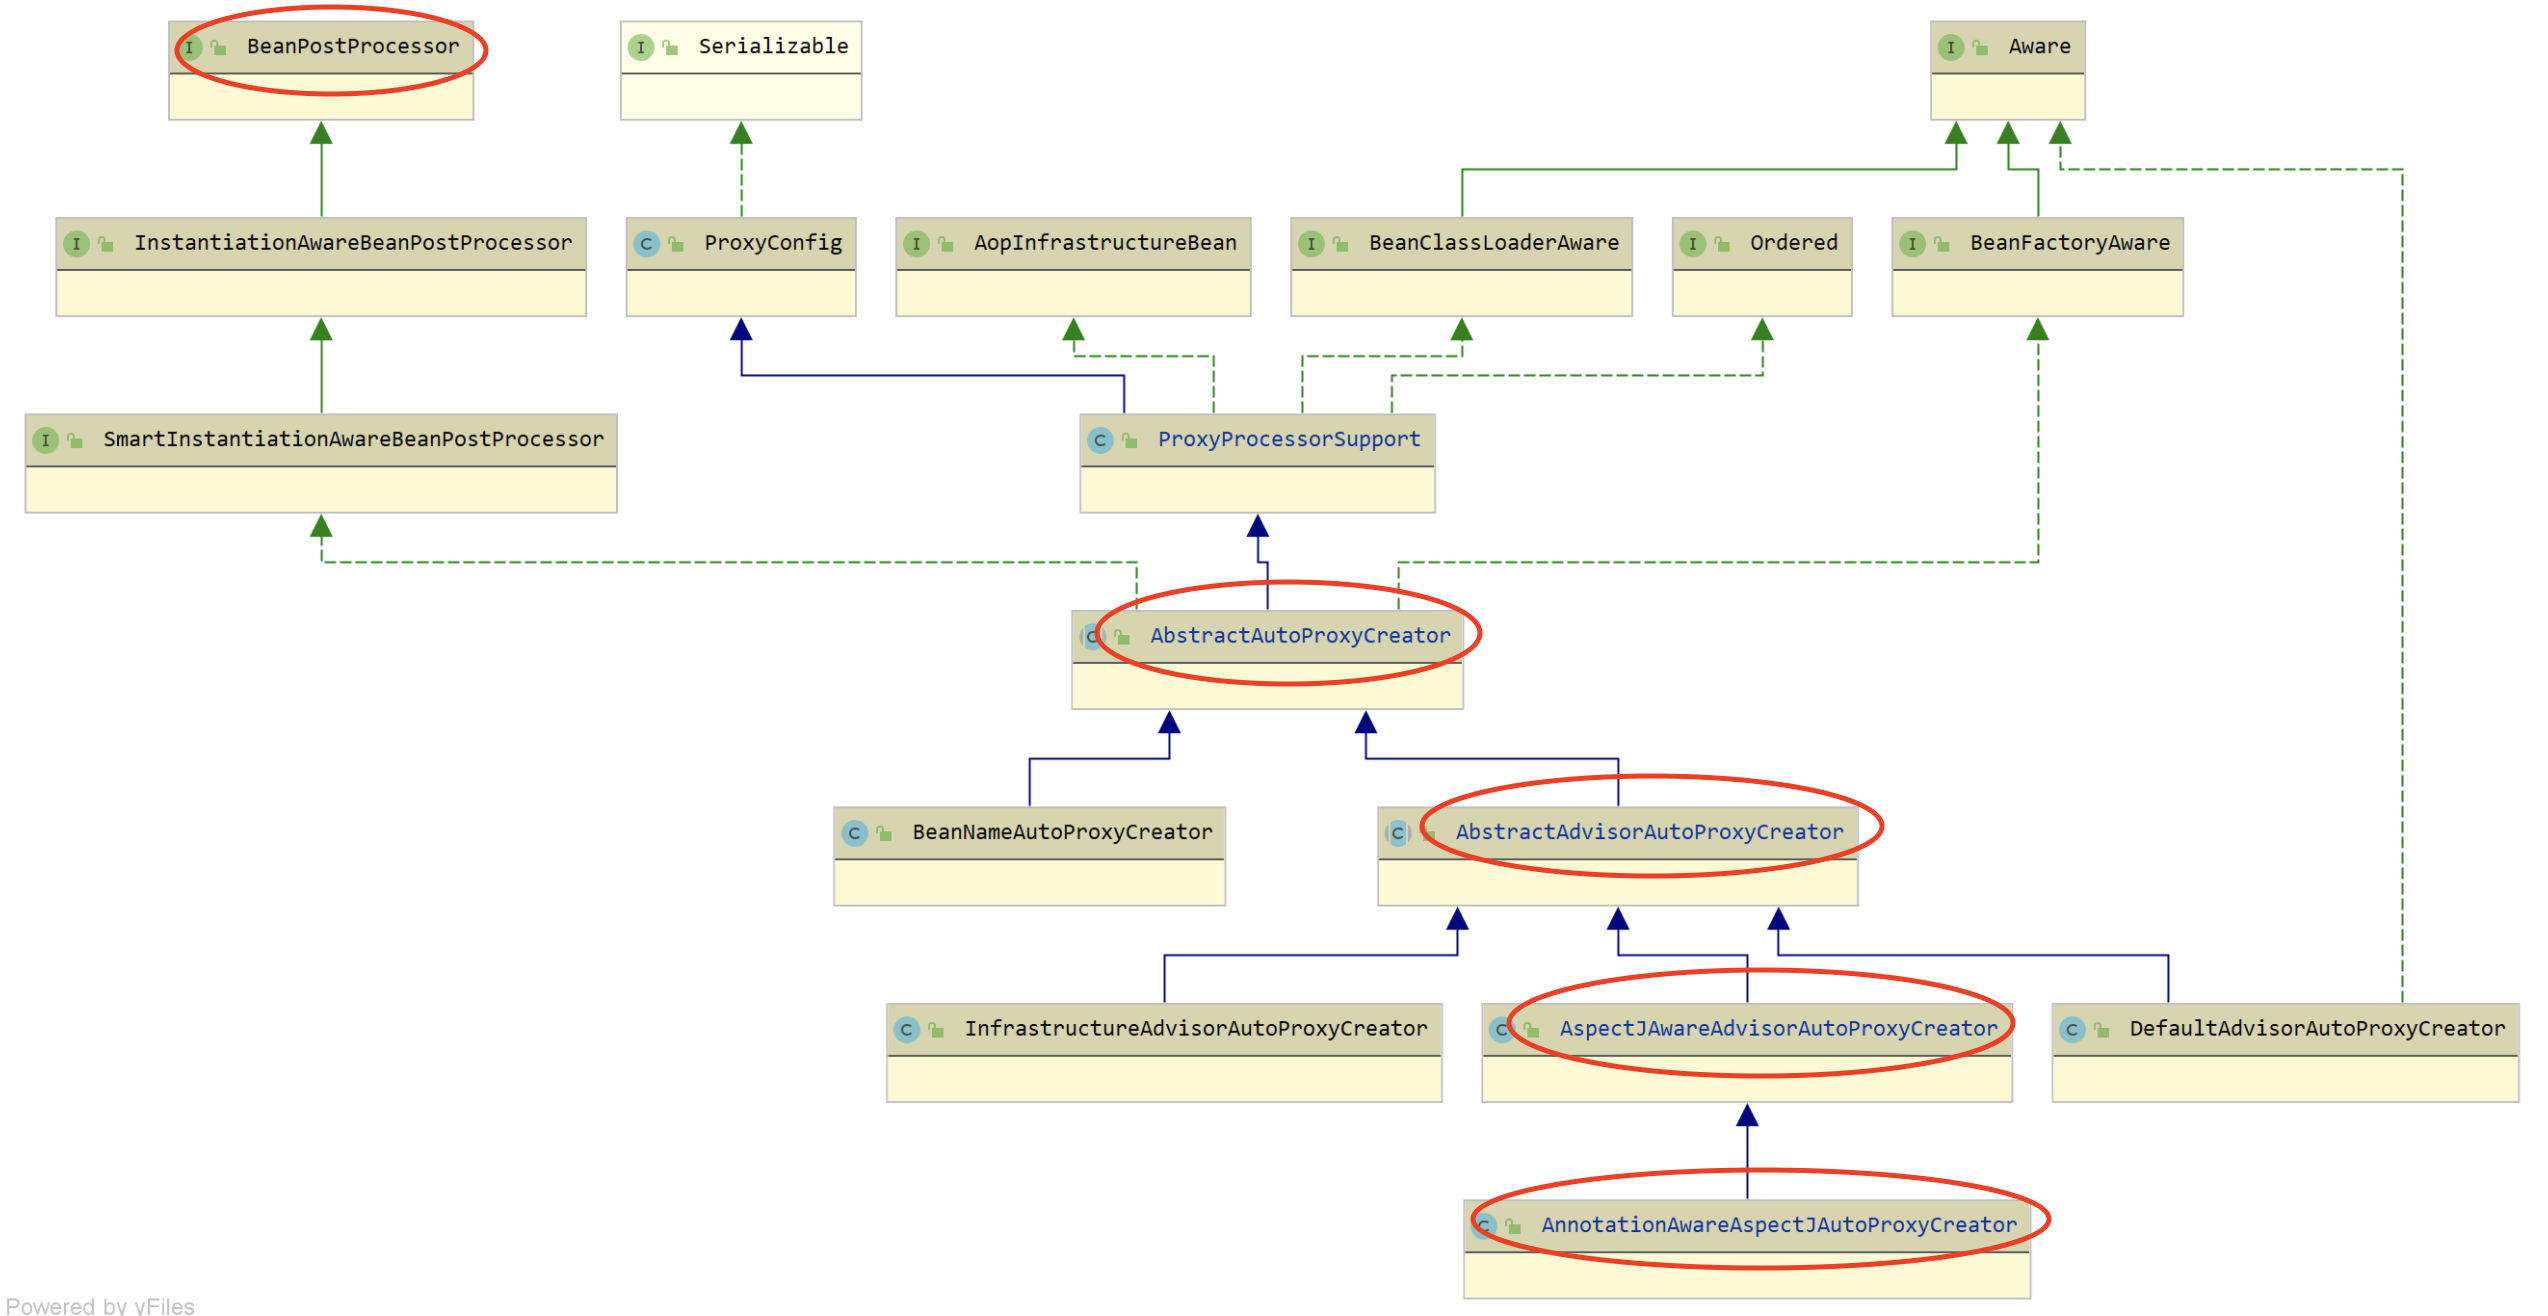 I BeanPostProcessor
I Serializable
I Aware
I InstantiationAwareBeanPostProcessor
C ProxyConfig
I AopInfrastructureBean
I BeanClassLoaderAware
I Ordered
I BeanFactoryAware
I SmartInstantiationAwareBeanPostProcessor
C ProxyProcessorSupport
C AbstractAutoProxyCreator
C BeanNameAutoProxyCreator
C AbstractAdvisorAutoProxyCreator
C InfrastructureAdvisorAutoProxyCreator
C AspectJAwareAdvisorAutoProxyCreator
C DefaultAdvisorAutoProxyCreator
C AnnotationAwareAspectJAutoProxyCreator
Powered by yFiles